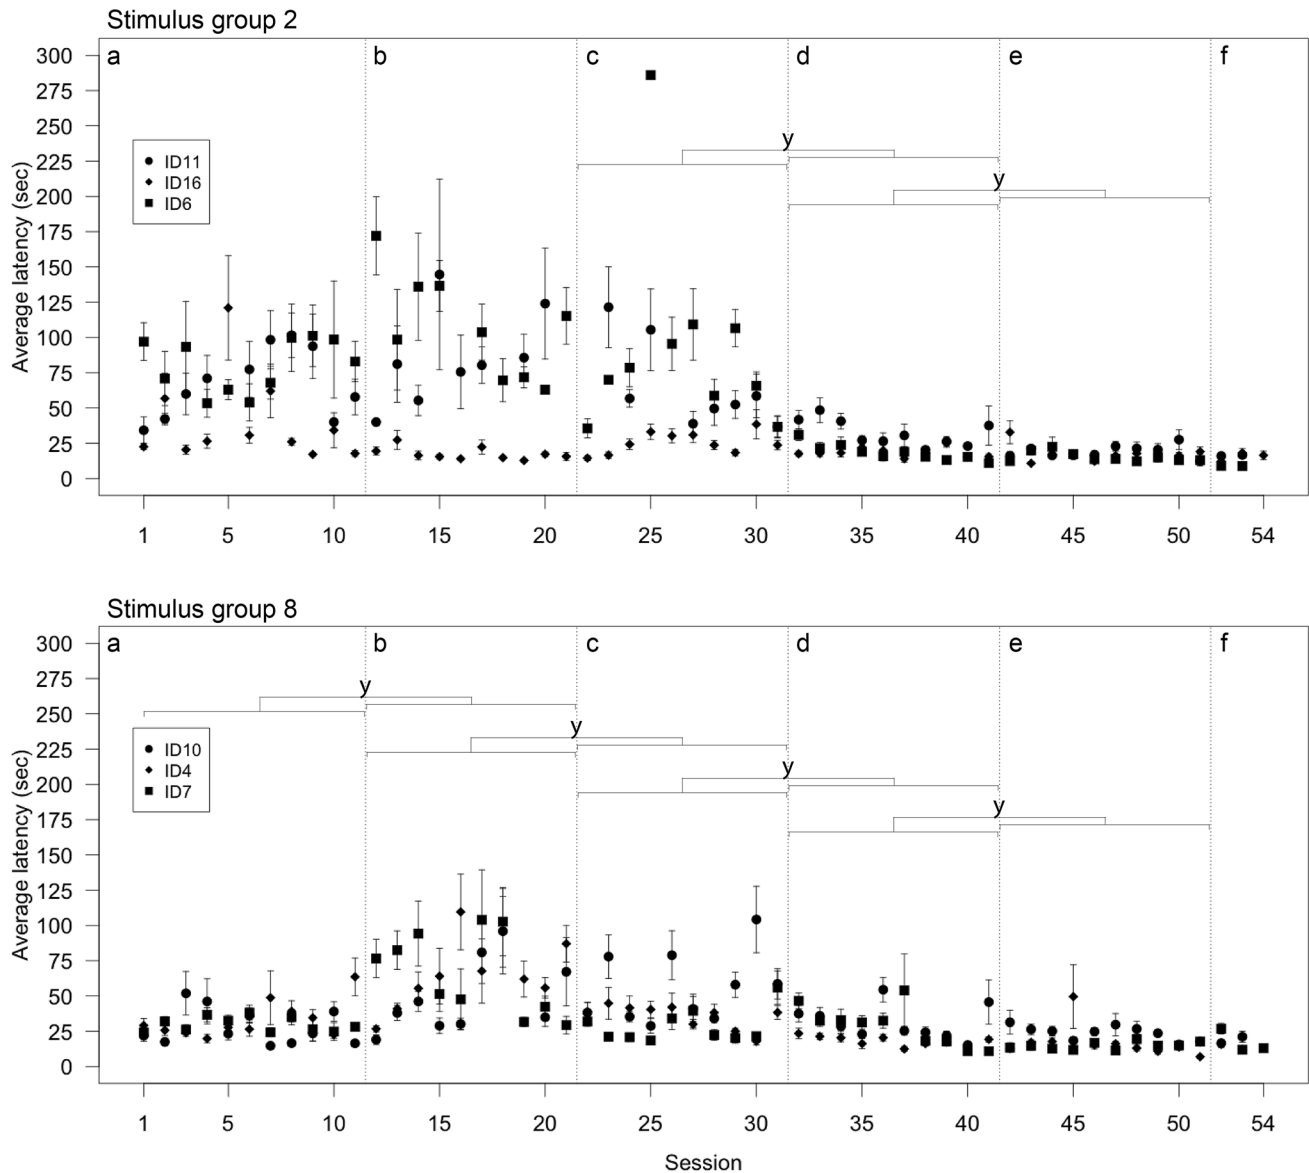 Stimulus group 2
a b c d e f
300
275
250
225
200
175
150
125
100
75
50
25
0
Average latency (sec)
ID11
ID16
ID6
y
y
1 5 10 15 20 25 30 35 40 45 50 54
Stimulus group 8
a b c d e f
300
275
250
225
200
175
150
125
100
75
50
25
0
Average latency (sec)
ID10
ID4
ID7
y
y
y
y
1 5 10 15 20 25 30 35 40 45 50 54
Session